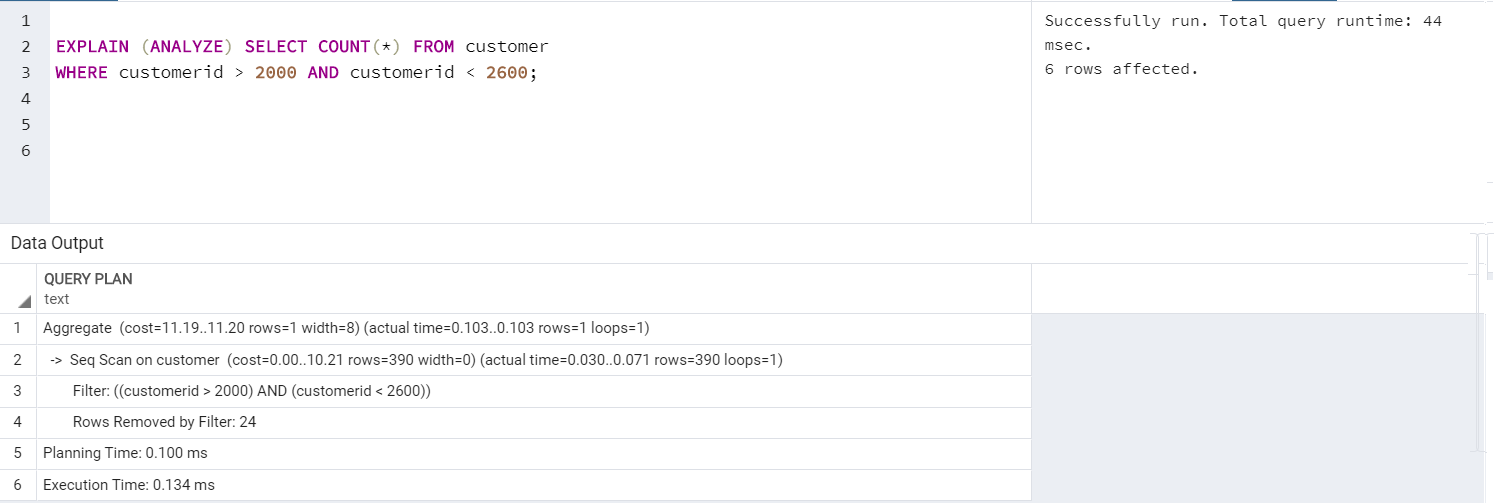 1
2 EXPLAIN (ANALYZE) SELECT COUNT(*) FROM customer
3 WHERE customerid > 2000 AND customerid < 2600;
4
5
6
Successfully run. Total query runtime: 44
msec.
6 rows affected.
Data Output
QUERY PLAN
text
1 Aggregate (cost=11.19..11.20 rows=1 width=8) (actual time=0.103..0.103 rows=1 loops=1)
2 -> Seq Scan on customer (cost=0.00..10.21 rows=390 width=0) (actual time=0.030..0.071 rows=390 loops=1)
3 Filter: ((customerid > 2000) AND (customerid < 2600))
4 Rows Removed by Filter: 24
5 Planning Time: 0.100 ms
6 Execution Time: 0.134 ms